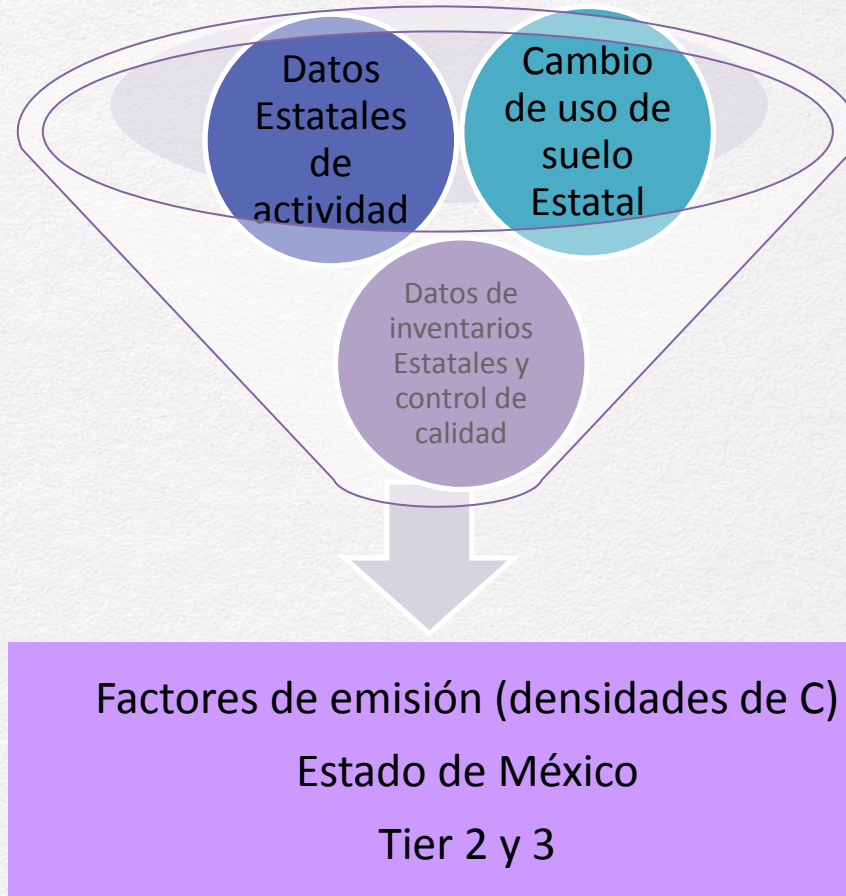 Datos
Estatales
de
actividad
Cambio
de uso de
suelo
Estatal
Datos de
inventarios
Estatales y
control de
calidad
Factores de emisión (densidades de C)
Estado de México
Tier 2 y 3